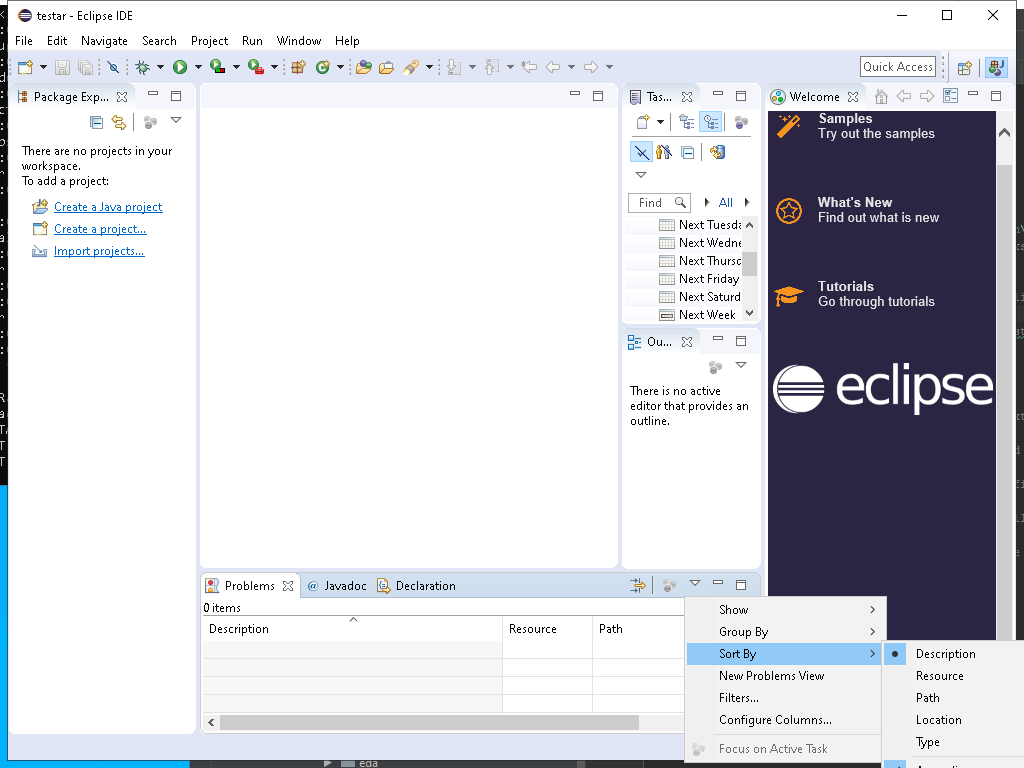 testar - Eclipse IDE
File Edit Navigate Search Project Run Window Help
Quick Access
Package Exp...
Tas...
Welcome
There are no projects in your
workspace.
To add a project:
Create a Java project
Create a project...
Import projects...
Find
All
Next Tuesda
Next Wedne
Next Thursd
Next Friday
Next Saturd
Next Week
Ou...
There is no active
editor that provides an
outline.
Samples
Try out the samples
What's New
Find out what is new
Tutorials
Go through tutorials
eclipse
Problems
@ Javadoc
Declaration
0 items
Description Resource Path
Show
Group By
Sort By
New Problems View
Filters...
Configure Columns...
Focus on Active Task
Description
Resource
Path
Location
Type
eda